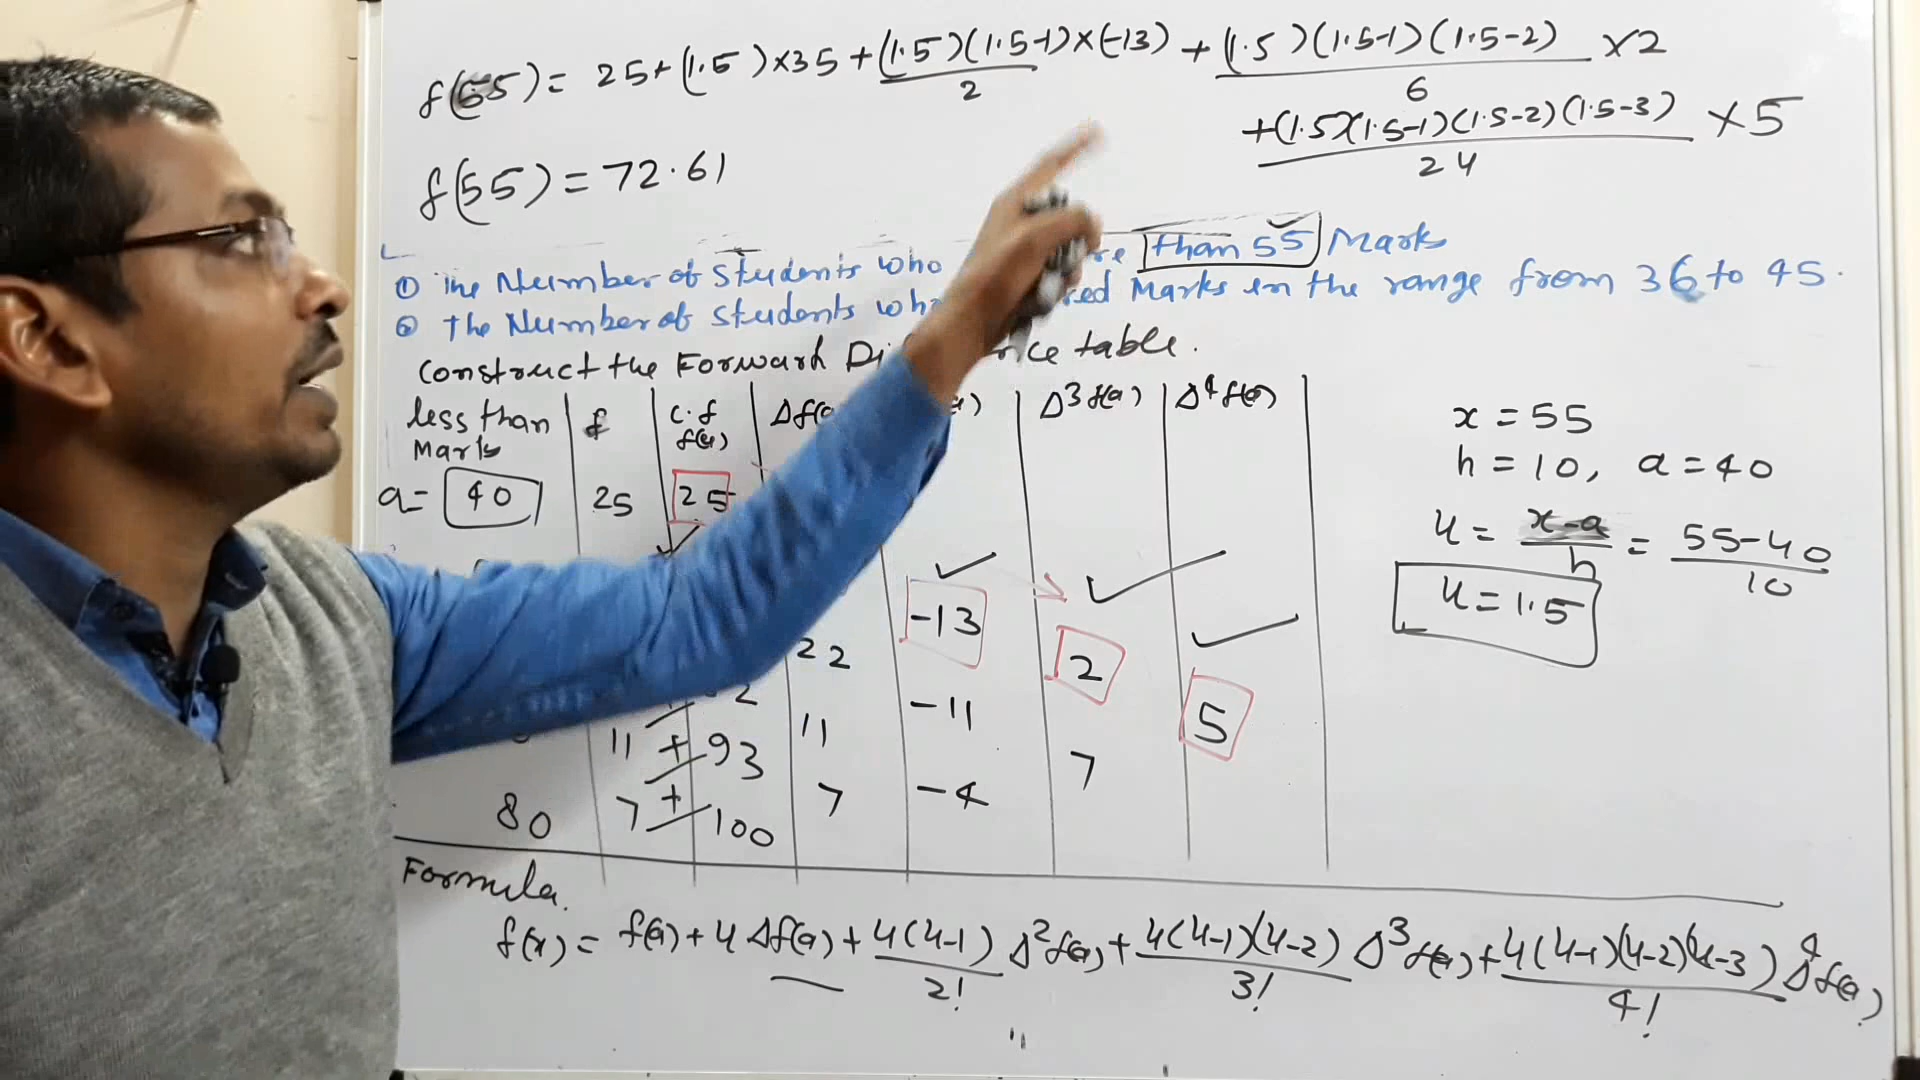 f(55) = 25+(1.5)×35+(1.5)(1.5-1)×(-13)/2 + (1.5)(1.5-1)(1.5-2)/6 ×2
+(1.5)(1.5-1)(1.5-2)(1.5-3)/24 ×5
f(55) = 72.61
① The Number of Students who than 55 Marks
② The Number of Students who Marks in the range from 36 to 45.
Construct the Forward table.
less than Marks f c.f f(a) Δ³f(a) Δ⁴f(a)
a= 40 25 25
-13
22 2
-11 5
11 + 93 11 7
-4
80 7 + 100 7
x = 55
h = 10, a = 40
u = x-a/h = 55-40/10
u = 1.5
Formula.
f(x) = f(a) + u Δf(a) + u(u-1)/2! Δ²f(a) + u(u-1)(u-2)/3! Δ³f(a) + u(u-1)(u-2)(u-3)/4! Δ⁴f(a)